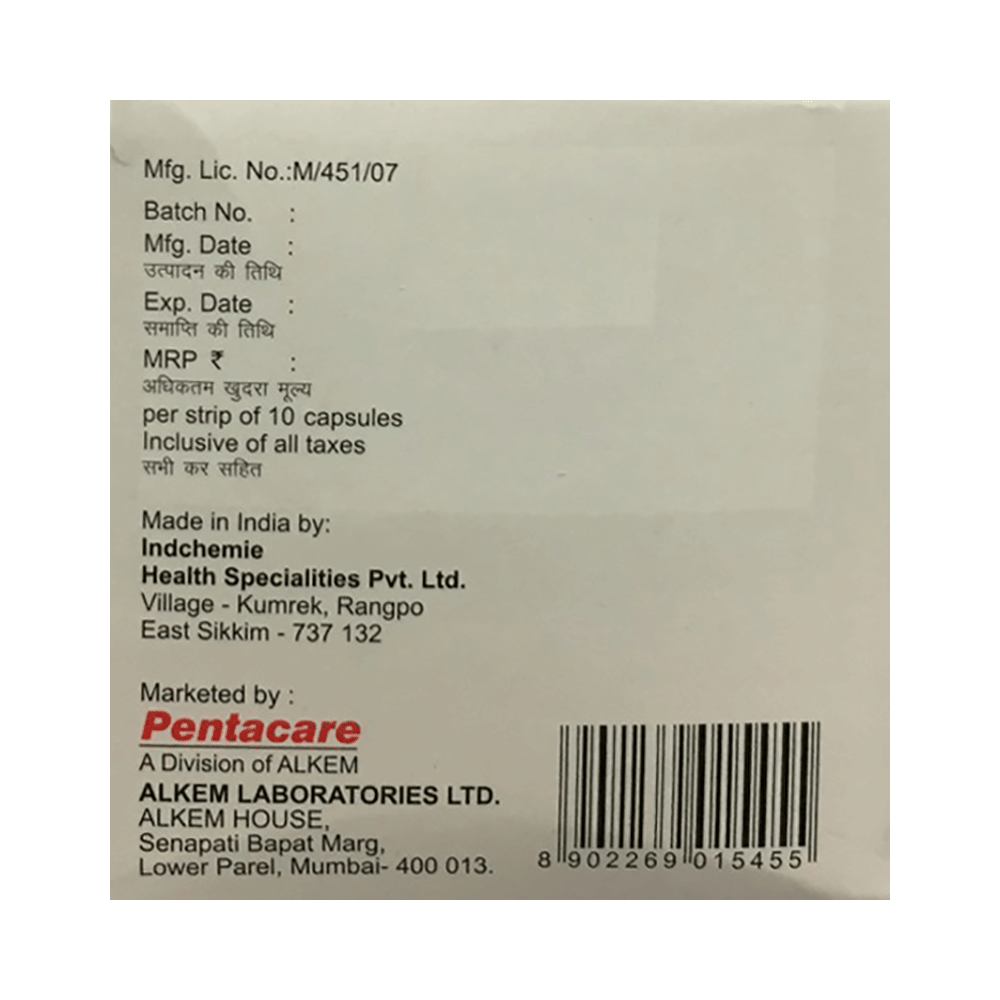 Mfg. Lic. No.:M/451/07
Batch No. :
Mfg. Date :
उत्पादन की तिथि
Exp. Date :
समाप्ति की तिथि
MRP ₹ :
अधिकतम खुदरा मूल्य
per strip of 10 capsules
Inclusive of all taxes
सभी कर सहित
Made in India by:
Indchemie
Health Specialities Pvt. Ltd.
Village - Kumrek, Rangpo
East Sikkim - 737 132
Marketed by :
Pentacare
A Division of ALKEM
ALKEM LABORATORIES LTD.
ALKEM HOUSE,
Senapati Bapat Marg,
Lower Parel, Mumbai- 400 013.
8 902269 015455